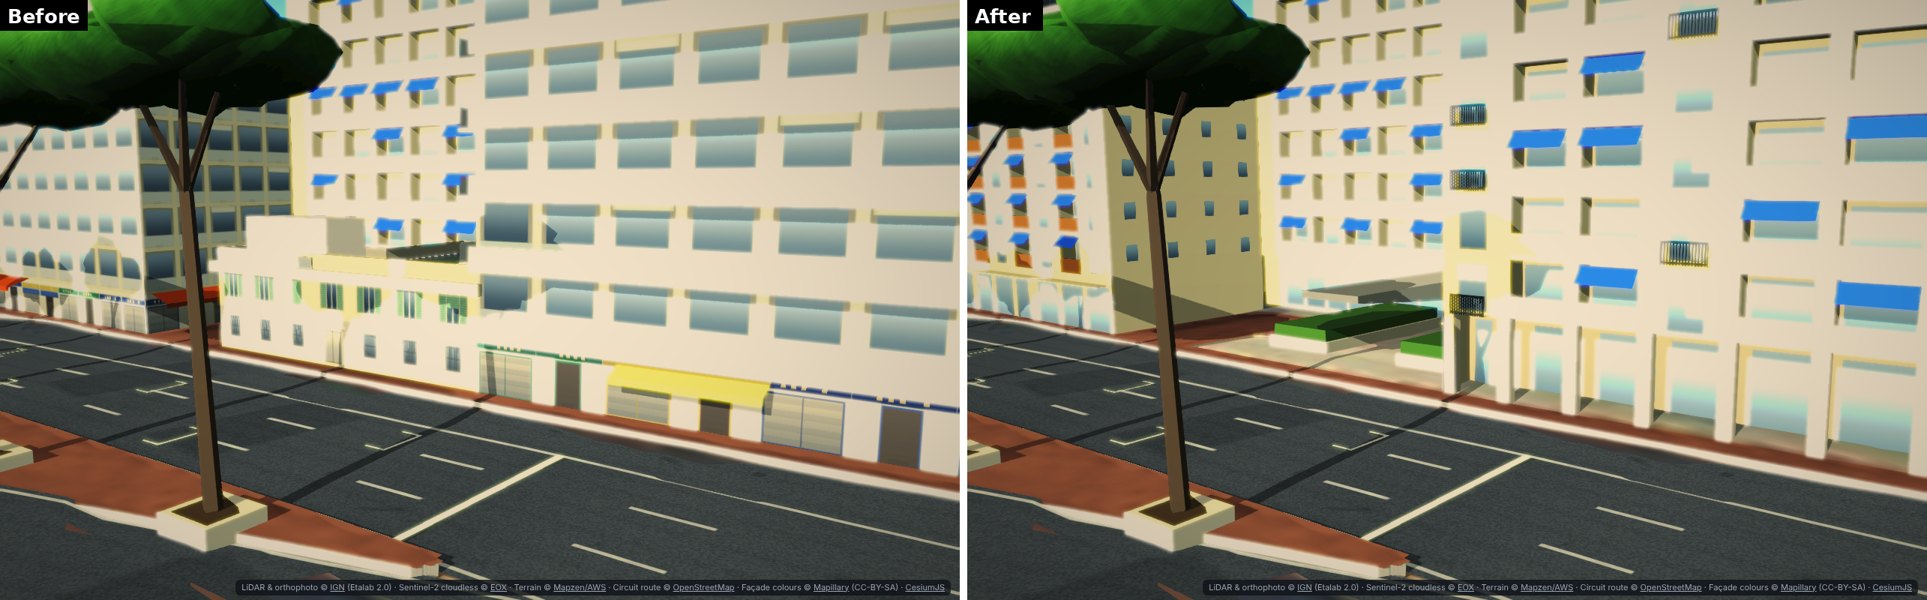 Before
After
LiDAR & orthophoto © IGN (Etalab 2.0) · Sentinel-2 cloudless © EOX · Terrain © Mapzen/AWS · Circuit route © OpenStreetMap · Façade colours © Mapillary (CC-BY-SA) · CesiumJS
LiDAR & orthophoto © IGN (Etalab 2.0) · Sentinel-2 cloudless © EOX · Terrain © Mapzen/AWS · Circuit route © OpenStreetMap · Façade colours © Mapillary (CC-BY-SA) · CesiumJS